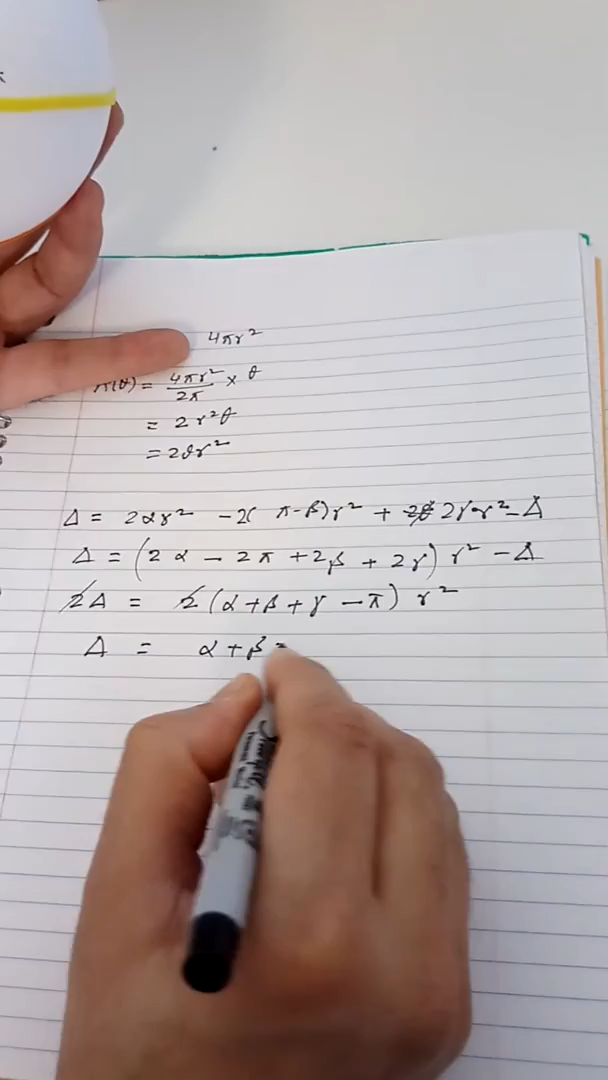 4πr²
A(θ) = 4πr²/2π × θ
= 2r²θ
= 2θr²
Δ = 2αr² - 2(π-β)r² + 2γr² - Δ
Δ = (2α - 2π + 2β + 2γ) r² - Δ
2Δ = 2(α+β+γ-π) r²
Δ = α+β